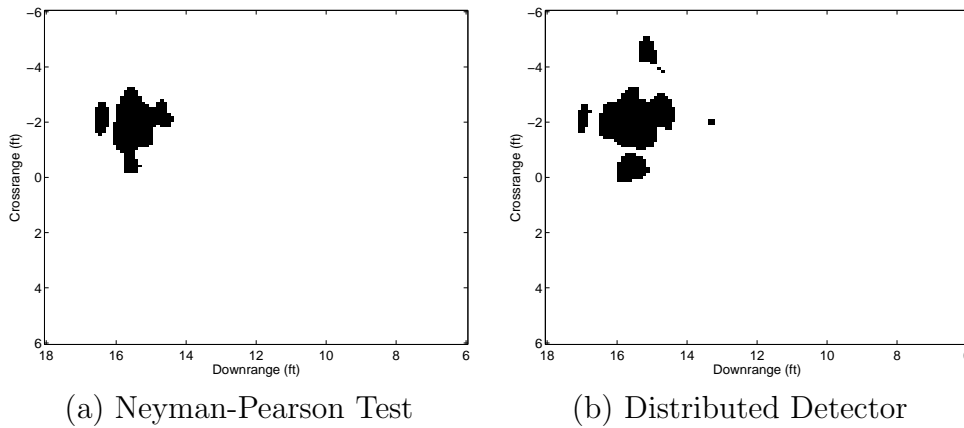 −6
−4
−2
0
2
4
6
Crossrange (ft)
18 16 14 12 10 8 6
Downrange (ft)
(a) Neyman-Pearson Test
−6
−4
−2
0
2
4
6
Crossrange (ft)
18 16 14 12 10 8
Downrange (ft)
(b) Distributed Detector